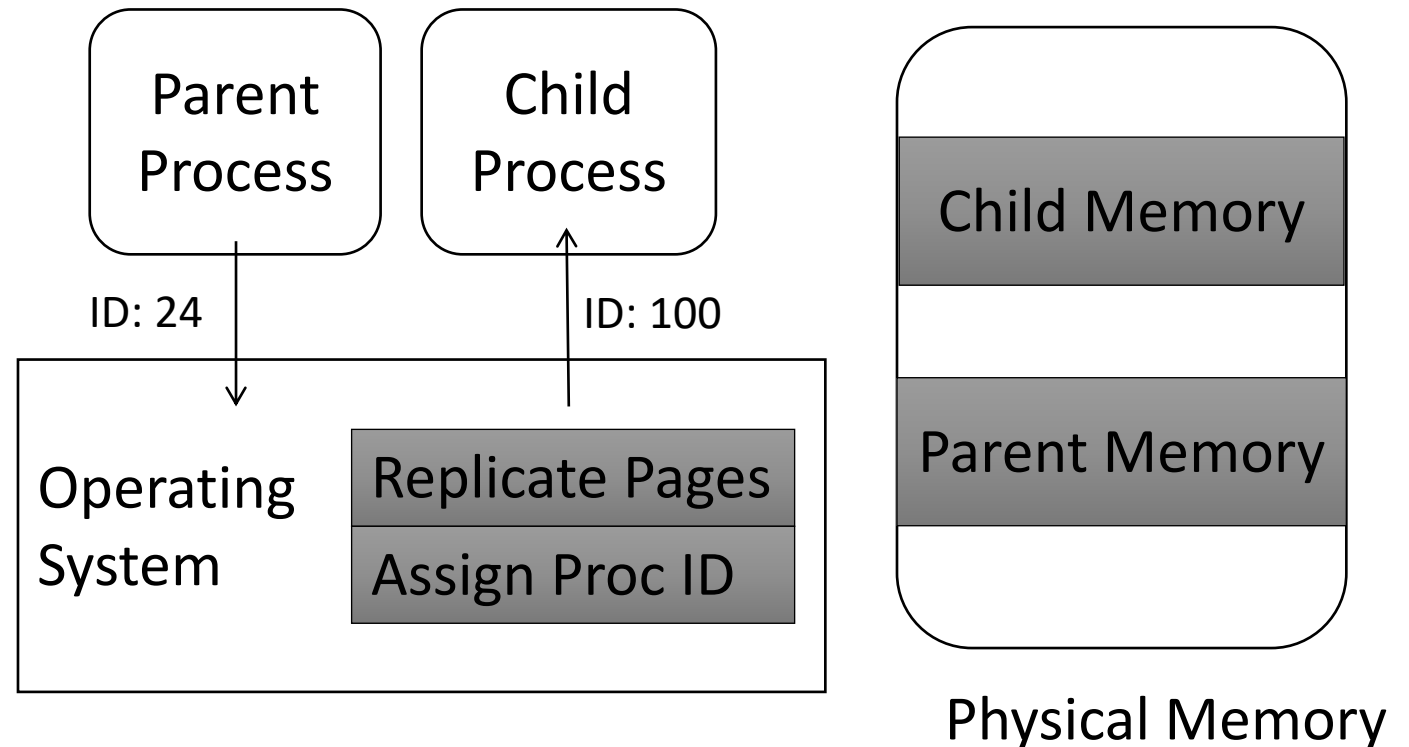 Parent
Process
Child
Process
ID: 24
ID: 100
Operating
System
Replicate Pages
Assign Proc ID
Child Memory
Parent Memory
Physical Memory